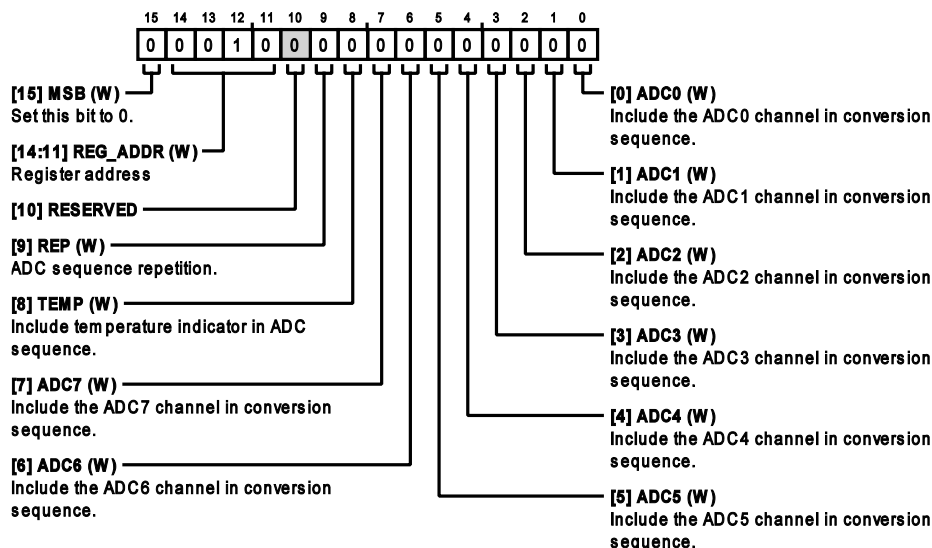 15 14 13 12 11 10 9 8 7 6 5 4 3 2 1 0
0 0 0 1 0 0 0 0 0 0 0 0 0 0 0 0
[15] MSB (W)
Set this bit to 0.
[14:11] REG_ADDR (W)
Register address
[10] RESERVED
[9] REP (W)
ADC sequence repetition.
[8] TEMP (W)
Include temperature indicator in ADC
sequence.
[7] ADC7 (W)
Include the ADC7 channel in conversion
sequence.
[6] ADC6 (W)
Include the ADC6 channel in conversion
sequence.
[0] ADC0 (W)
Include the ADC0 channel in conversion
sequence.
[1] ADC1 (W)
Include the ADC1 channel in conversion
sequence.
[2] ADC2 (W)
Include the ADC2 channel in conversion
sequence.
[3] ADC3 (W)
Include the ADC3 channel in conversion
sequence.
[4] ADC4 (W)
Include the ADC4 channel in conversion
sequence.
[5] ADC5 (W)
Include the ADC5 channel in conversion
sequence.